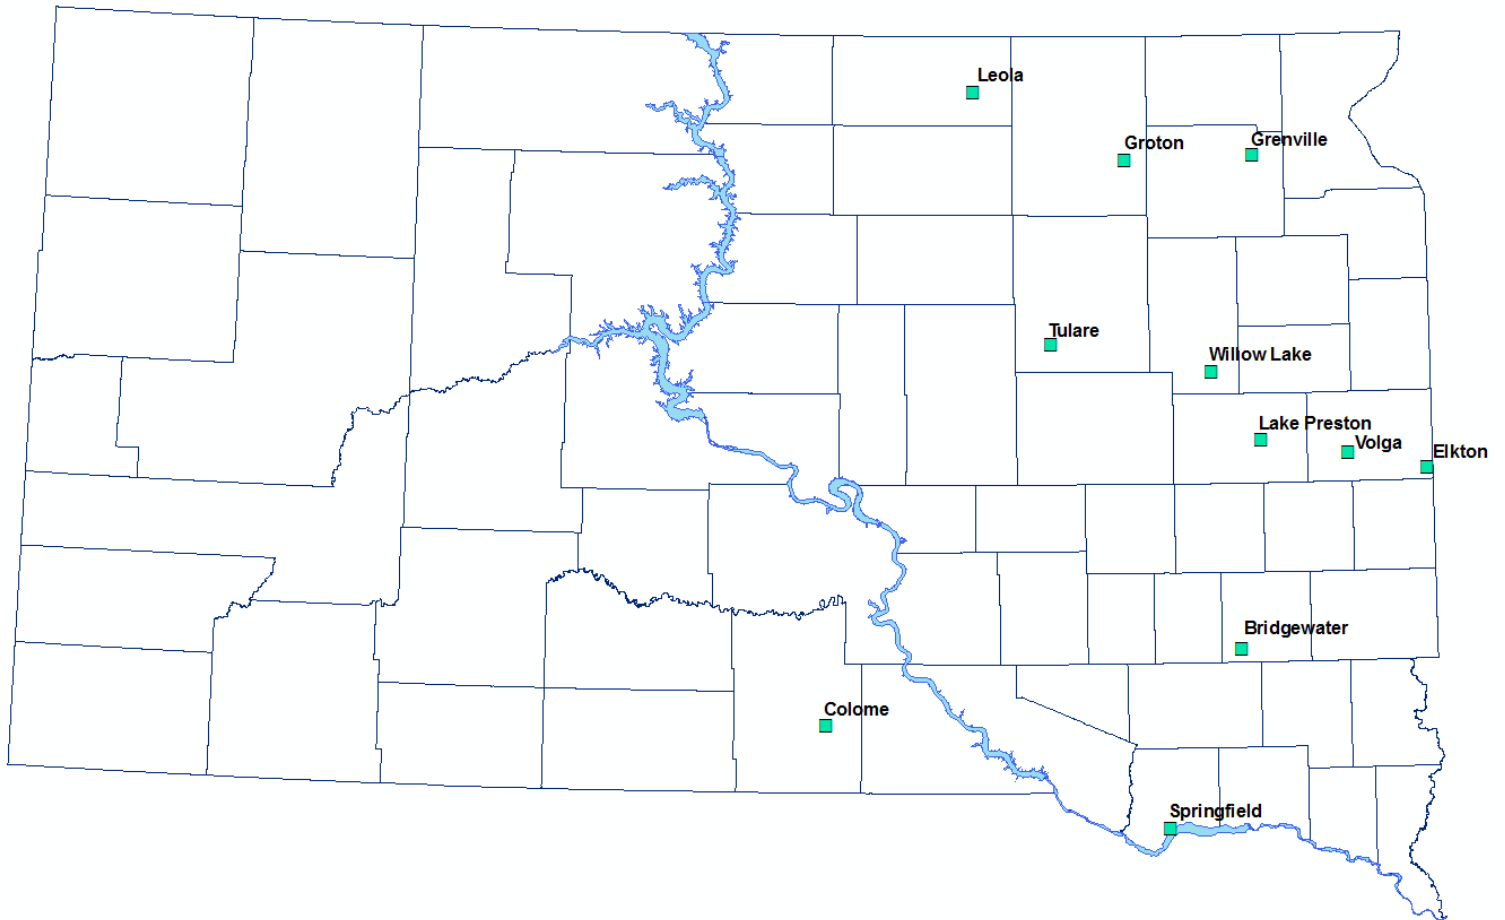 Leola
Groton
Grenville
Tulare
Willow Lake
Lake Preston
Volga
Elkton
Bridgewater
Colome
Springfield